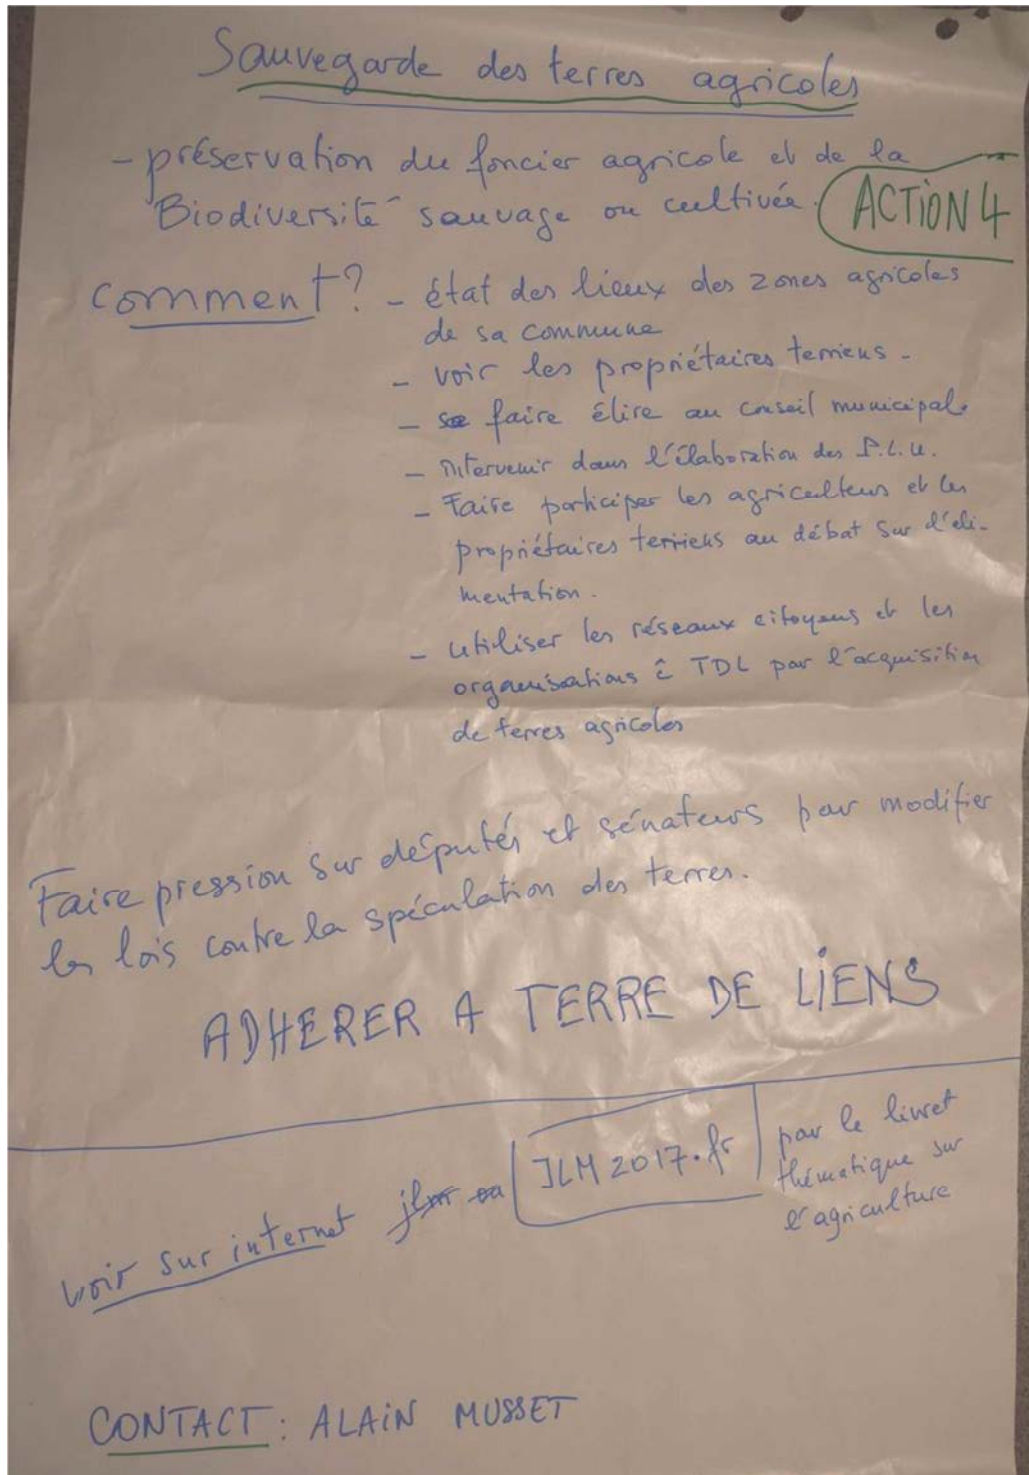 Sauvegarde des terres agricoles
- préservation du foncier agricole et de la
Biodiversité sauvage ou cultivée.
ACTION 4
comment? - état des lieux des zones agricoles
de sa commune
- voir les propriétaires terriens -
- se faire élire au conseil municipal.
- intervenir dans l'élaboration des P.L.U.
- Faire participer les agriculteurs et les
propriétaires terriens au débat sur l'ali-
mentation.
- utiliser les réseaux citoyens et les
organisations ĉ TDL par l'acquisition
de terres agricoles
Faire pression sur députés et sénateurs pour modifier
les lois contre la spéculation des terres.
ADHERER A TERRE DE LIENS
voir sur internet JLM 2017.fr
par le livret
thématique sur
l'agriculture
CONTACT : ALAIN MUSSET